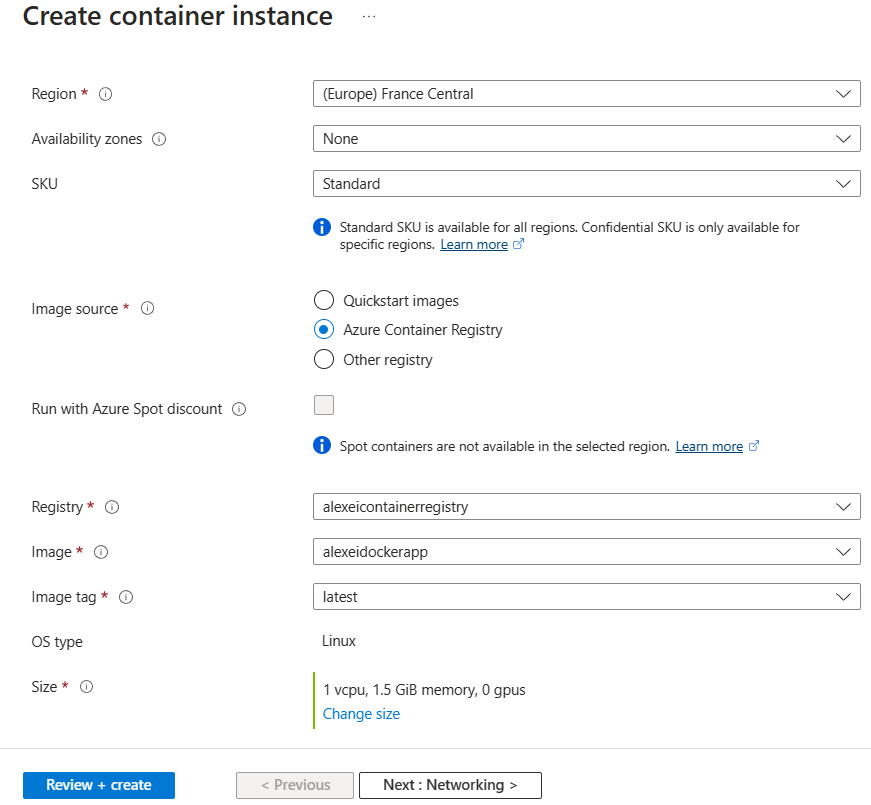 Create container instance ...
Region *
(Europe) France Central
Availability zones
None
SKU
Standard
Standard SKU is available for all regions. Confidential SKU is only available for
specific regions. Learn more
Image source *
Quickstart images
Azure Container Registry
Other registry
Run with Azure Spot discount
Spot containers are not available in the selected region. Learn more
Registry *
alexeicontainerregistry
Image *
alexeidockerapp
Image tag *
latest
OS type
Linux
Size *
1 vcpu, 1.5 GiB memory, 0 gpus
Change size
Review + create
< Previous
Next : Networking >